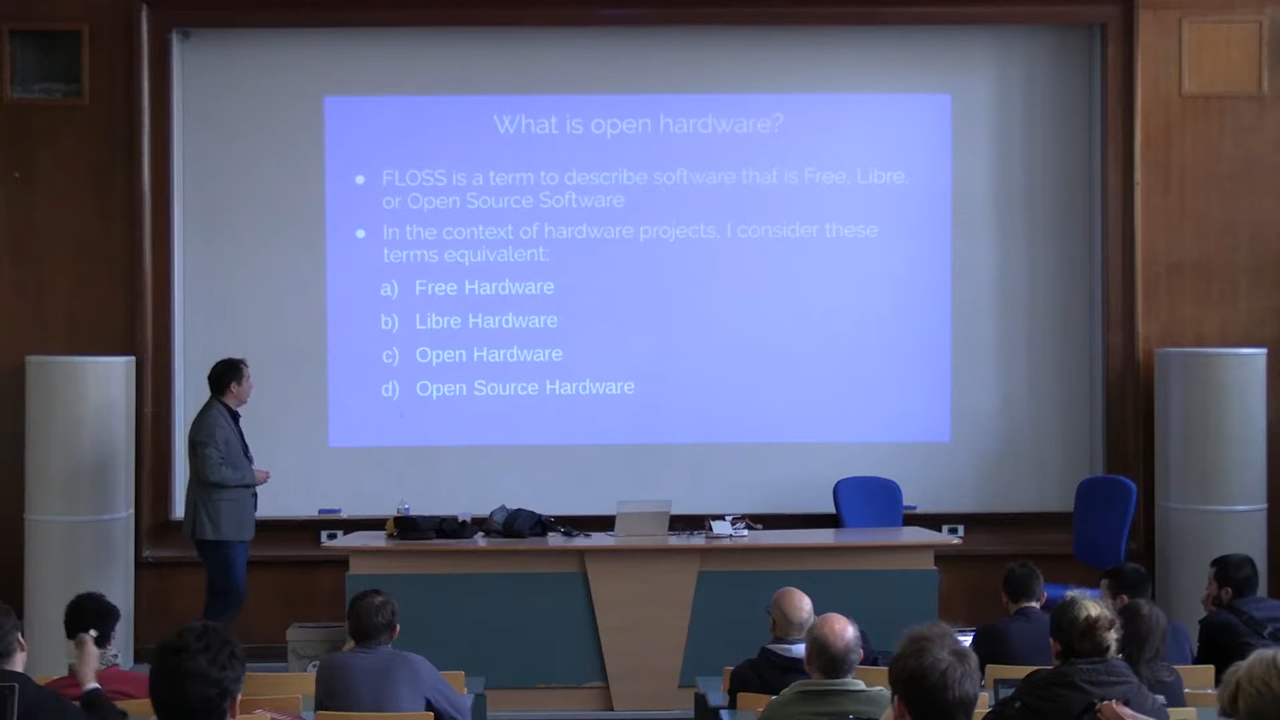 What is open hardware?
● FLOSS is a term to describe software that is Free, Libre,
or Open Source Software
● In the context of hardware projects, I consider these
terms equivalent:
a) Free Hardware
b) Libre Hardware
c) Open Hardware
d) Open Source Hardware